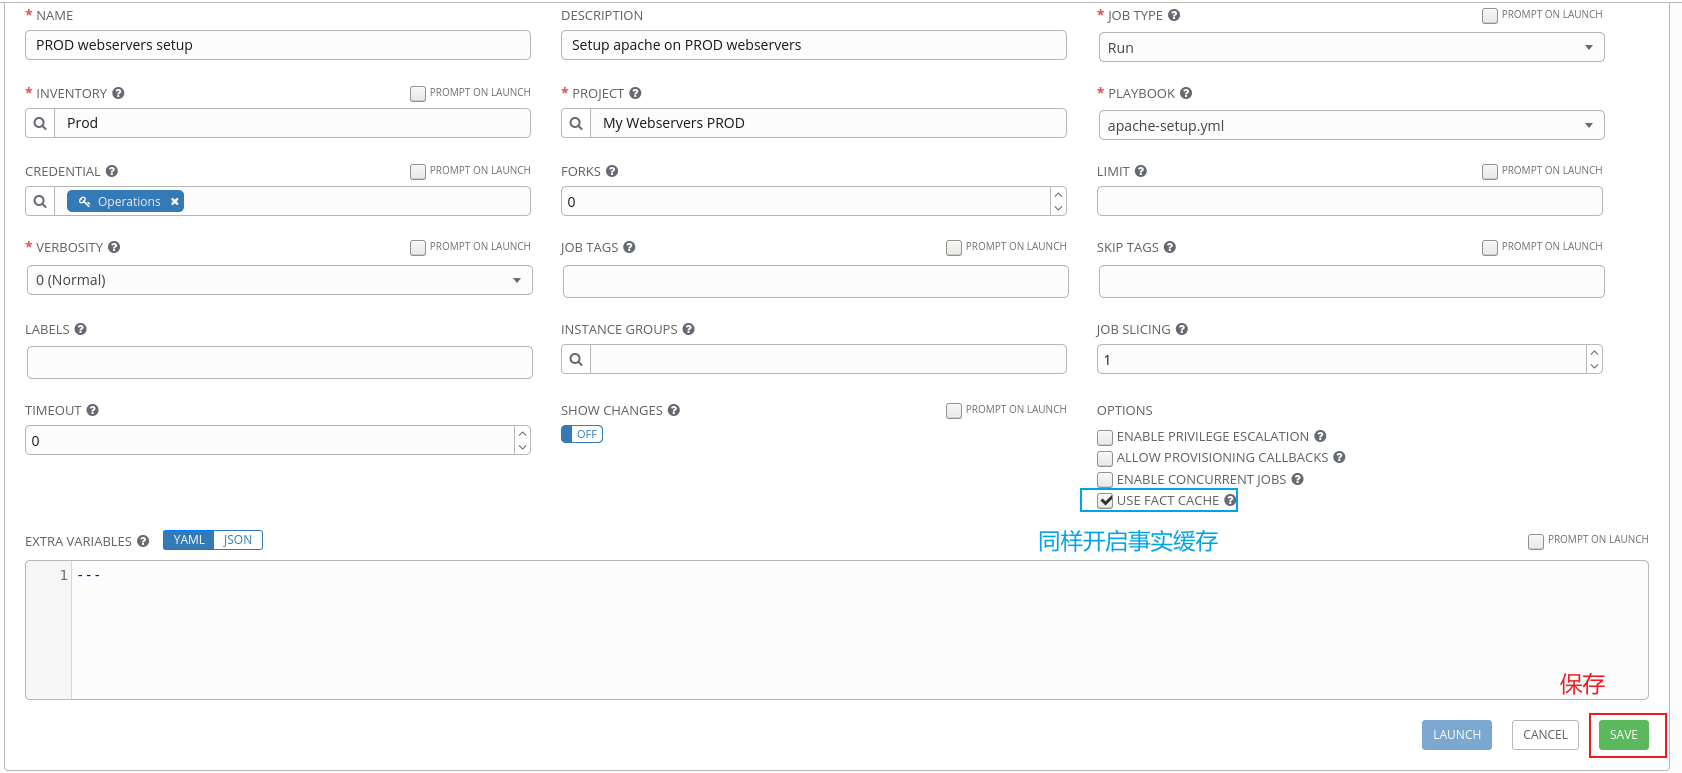 * NAME
DESCRIPTION
* JOB TYPE PROMPT ON LAUNCH
PROD webservers setup
Setup apache on PROD webservers
Run
* INVENTORY PROMPT ON LAUNCH
* PROJECT
* PLAYBOOK
Prod
My Webservers PROD
apache-setup.yml
CREDENTIAL PROMPT ON LAUNCH
FORKS
LIMIT PROMPT ON LAUNCH
Operations
0
* VERBOSITY PROMPT ON LAUNCH
JOB TAGS PROMPT ON LAUNCH
SKIP TAGS PROMPT ON LAUNCH
0 (Normal)
LABELS
INSTANCE GROUPS
JOB SLICING
1
TIMEOUT
SHOW CHANGES PROMPT ON LAUNCH
OPTIONS
0
OFF
ENABLE PRIVILEGE ESCALATION
ALLOW PROVISIONING CALLBACKS
ENABLE CONCURRENT JOBS
USE FACT CACHE
同样开启事实缓存
EXTRA VARIABLES YAML JSON PROMPT ON LAUNCH
1 ---
保存
LAUNCH CANCEL SAVE